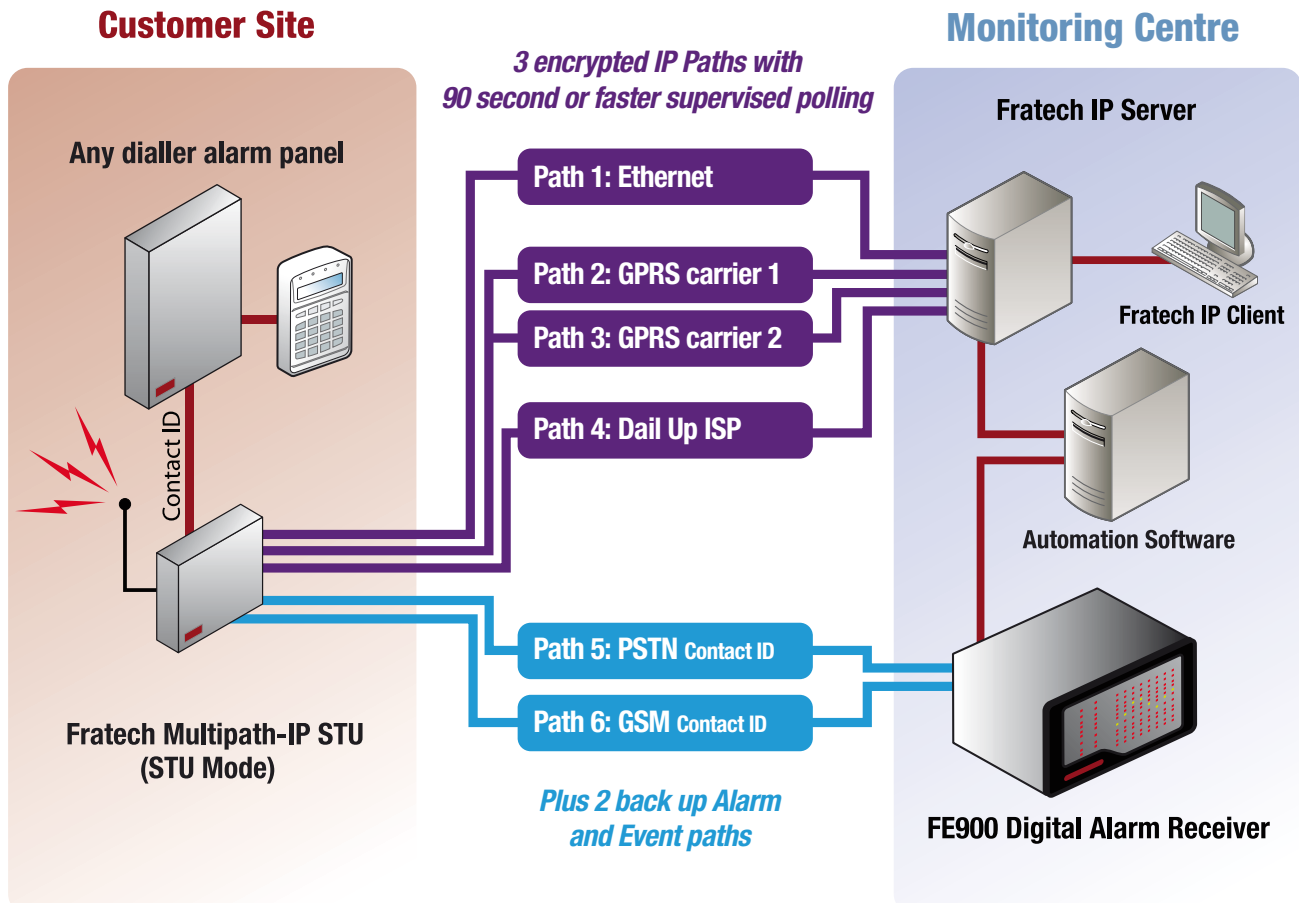 Customer Site
Monitoring Centre
3 encrypted IP Paths with
90 second or faster supervised polling
Fratech IP Server
Any dialler alarm panel
Path 1: Ethernet
Path 2: GPRS carrier 1
Path 3: GPRS carrier 2
Fratech IP Client
Contact ID
Path 4: Dail Up ISP
Automation Software
Path 5: PSTN Contact ID
Path 6: GSM Contact ID
Fratech Multipath-IP STU
(STU Mode)
Plus 2 back up Alarm
and Event paths
FE900 Digital Alarm Receiver